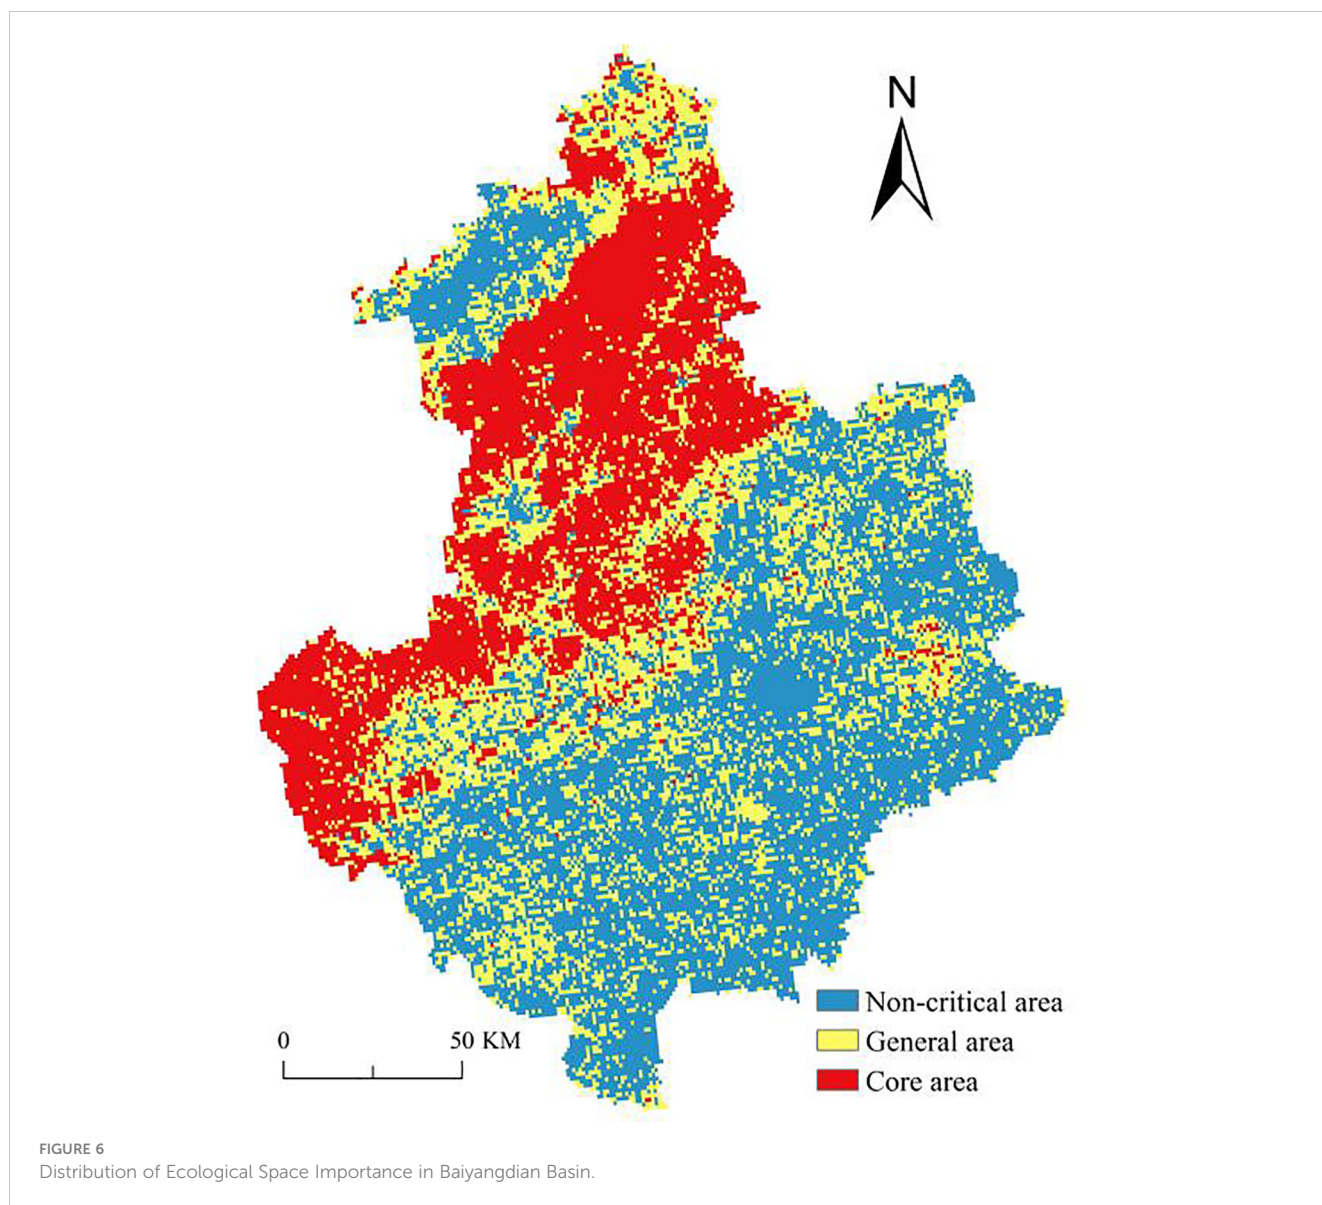 N
Non-critical area
General area
Core area
0 50 KM
FIGURE 6
Distribution of Ecological Space Importance in Baiyangdian Basin.